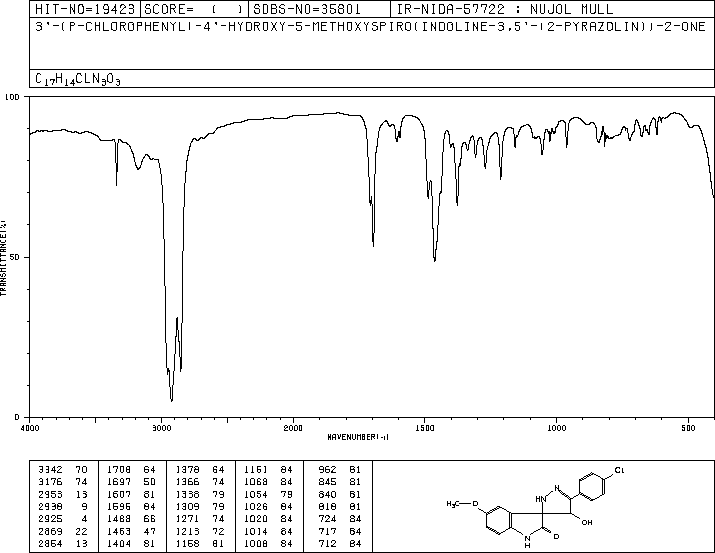 HIT-NO=19423 SCORE= ( ) SDBS-NO=35801 IR-NIDA-57722 : NUJOL MULL
3'-(P-CHLOROPHENYL)-4'-HYDROXY-5-METHOXYSPIRO(INDOLINE-3,5'-(2-PYRAZOLIN))-2-ONE
C17H14CLN3O3
100
50
0
TRANSMITTANCE(%)
4000 3000 2000 1500 1000 500
WAVENUMBER(-1)
3342 70 1708 64 1378 64 1161 84 962 81
3176 74 1697 50 1366 74 1068 84 845 81
2953 13 1607 81 1338 79 1054 79 840 81
2938 9 1596 84 1309 79 1026 84 818 81
2925 4 1488 66 1271 74 1020 84 724 84
2869 22 1463 47 1213 72 1014 84 717 84
2854 13 1404 81 1158 81 1008 84 712 84
Cl
HN
N
H3C
O
OH
O
N
H